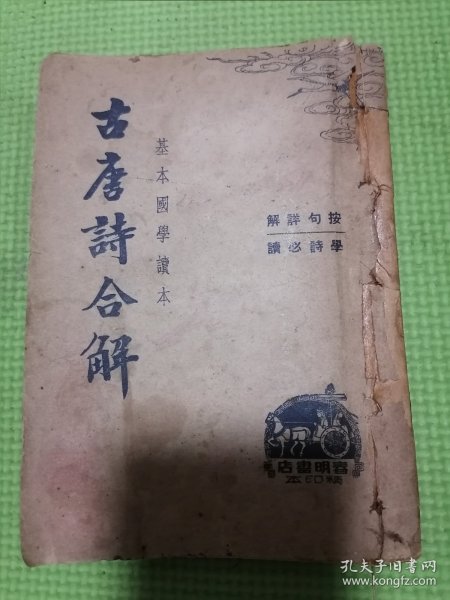 按句詳解
學詩必讀
基本國學讀本
古唐詩合解
春明書店
精印本
孔夫子旧书网
www.kongfz.com